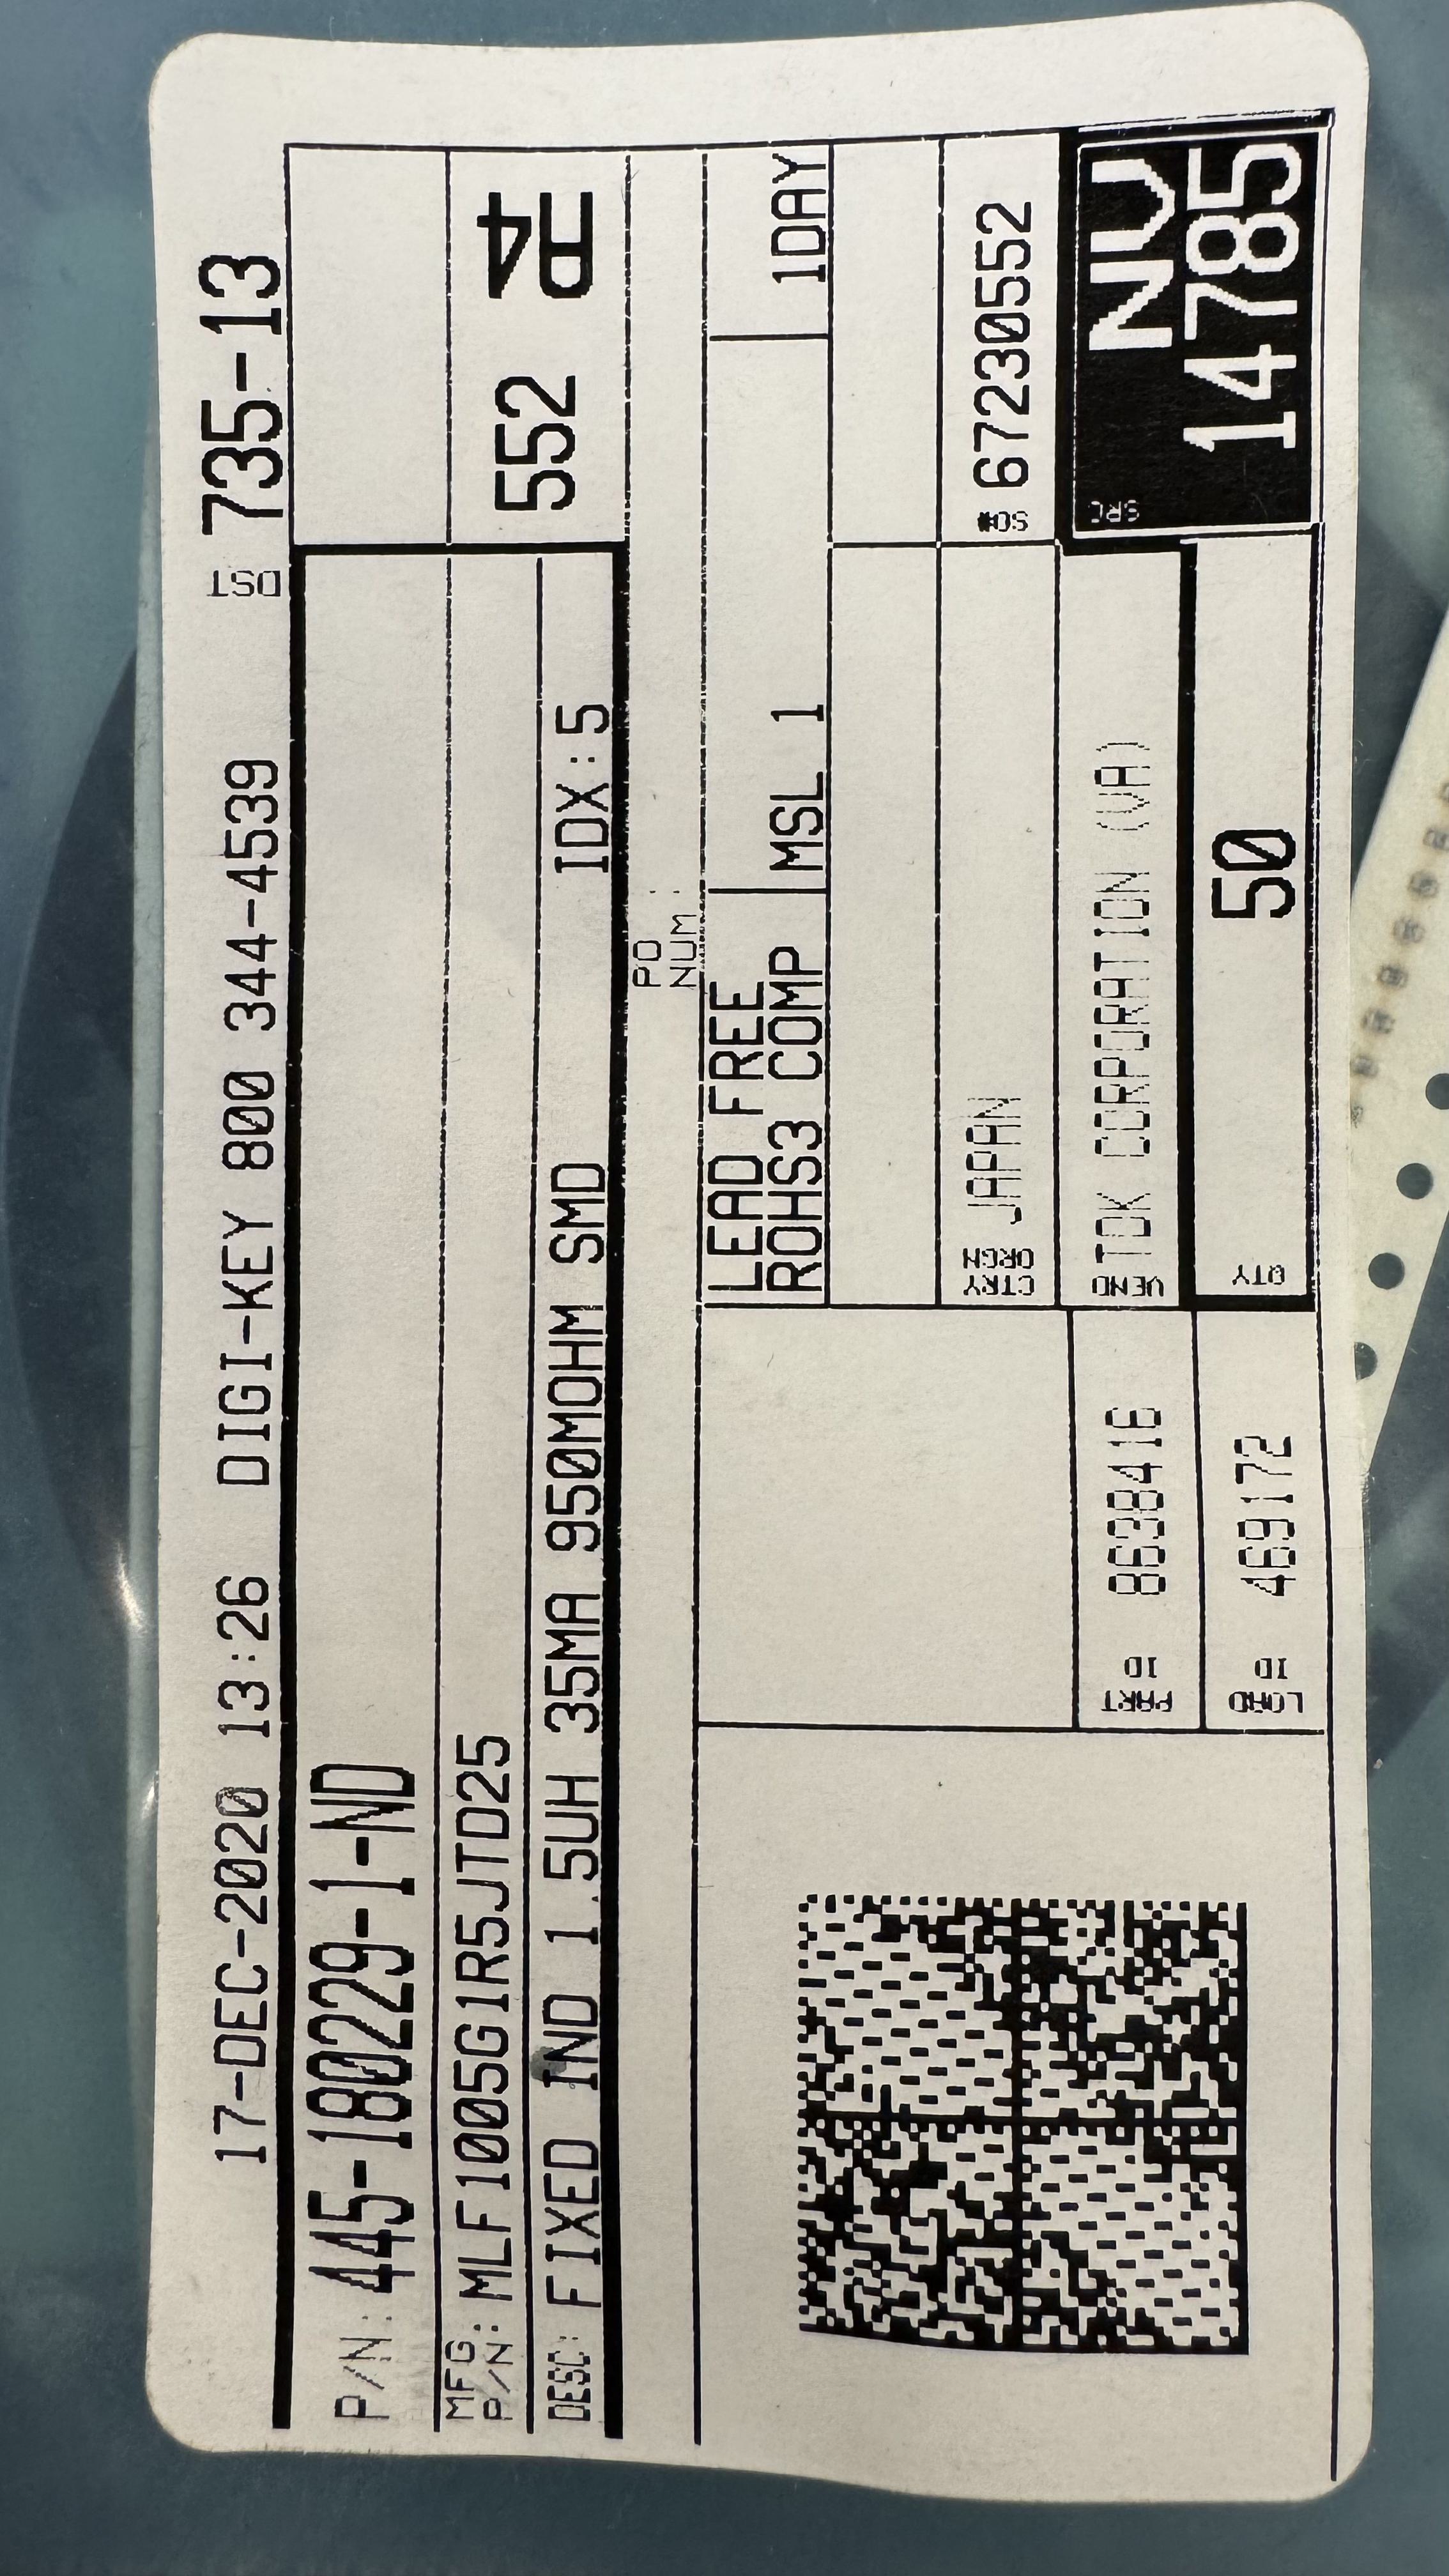 17-DEC-2020 13:26 DIGI-KEY 800 344-4539 DST 735-13
P/N: 445-180229-1-ND
MFG P/N: MLF1005G1R5JTD25
552 R4
DESC: FIXED IND 1.5UH 35MA 950MOHM SMD IDX:5
PO NUM:
LEAD FREE
ROHS3 COMP
MSL 1
1DAY
CTRY ORGN JAPAN
SO# 67230552
VEND TDK CORPORATION (VA)
PART ID 8638416
LOAD ID 469172
QTY 50
SRC NV
14785